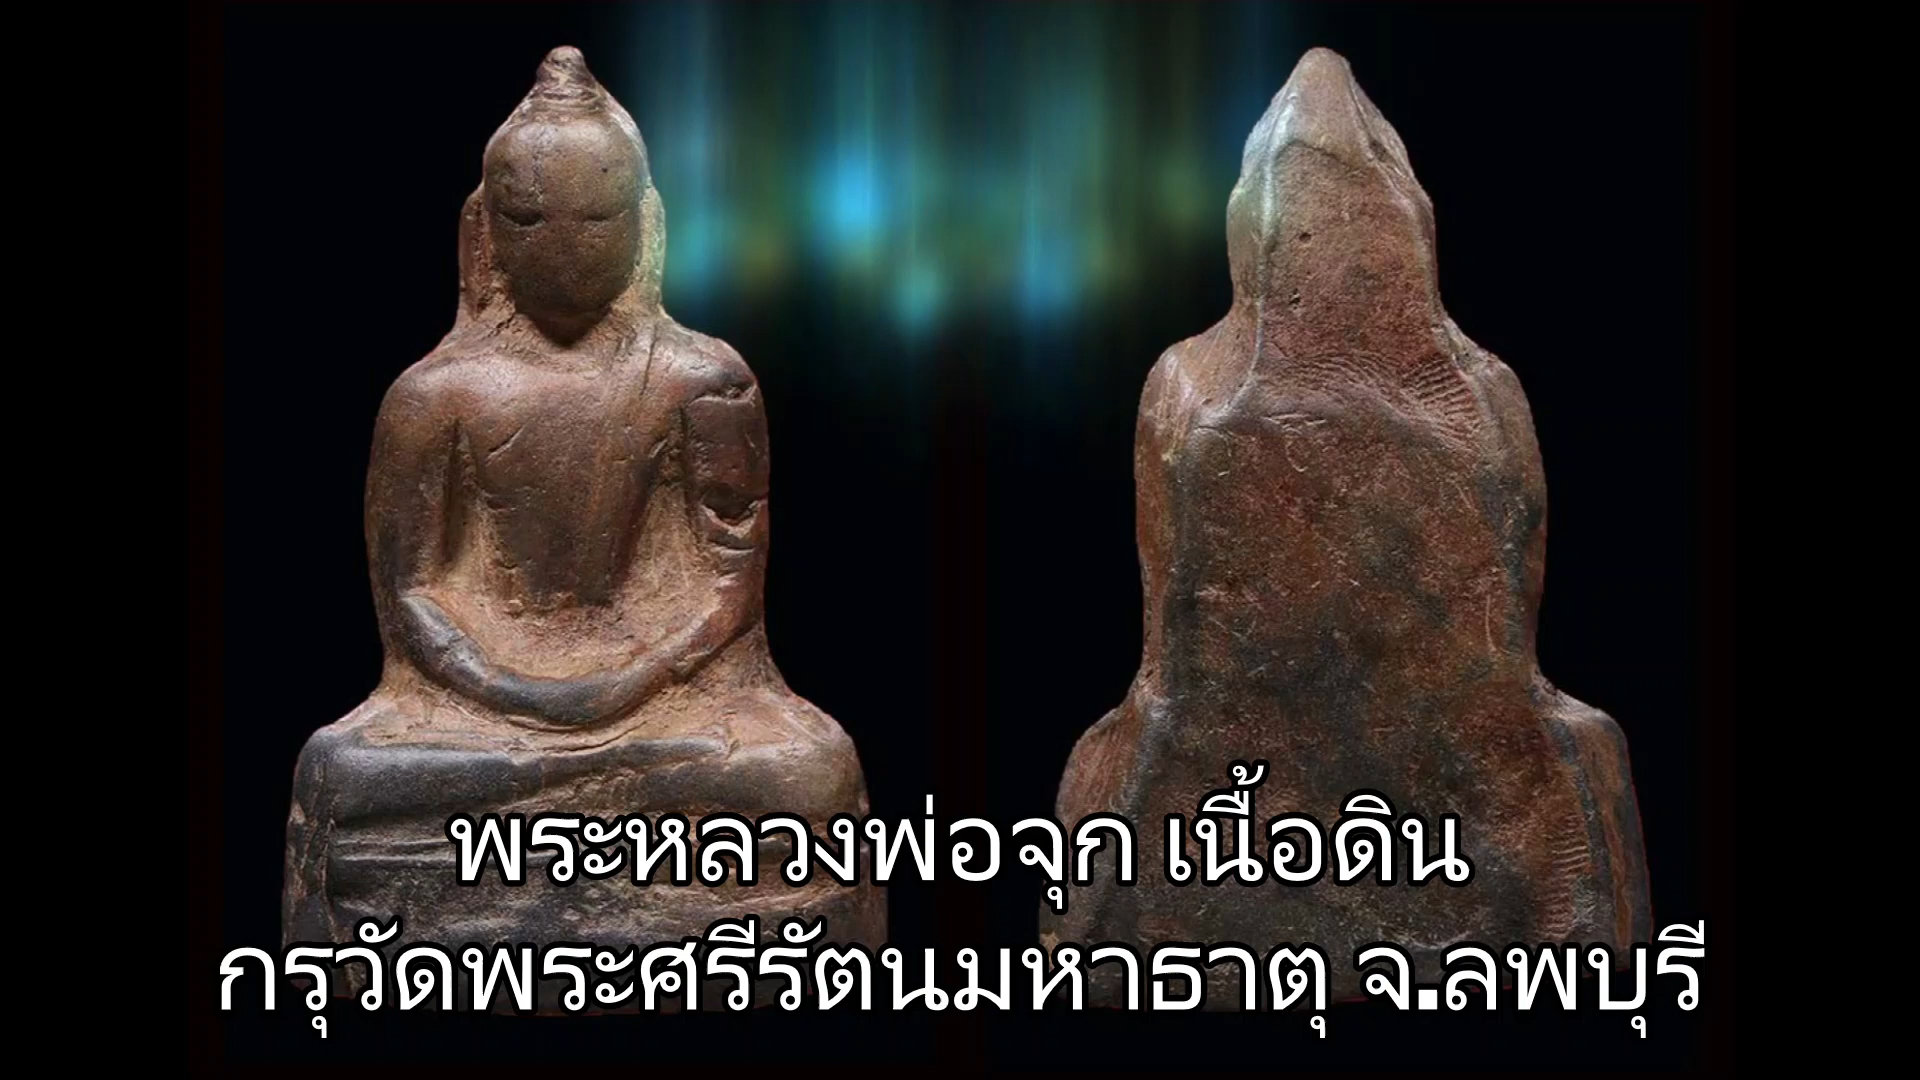 พระหลวงพ่อจุก เนื้อดิน
กรุวัดพระศรีรัตนมหาธาตุ จ.ลพบุรี